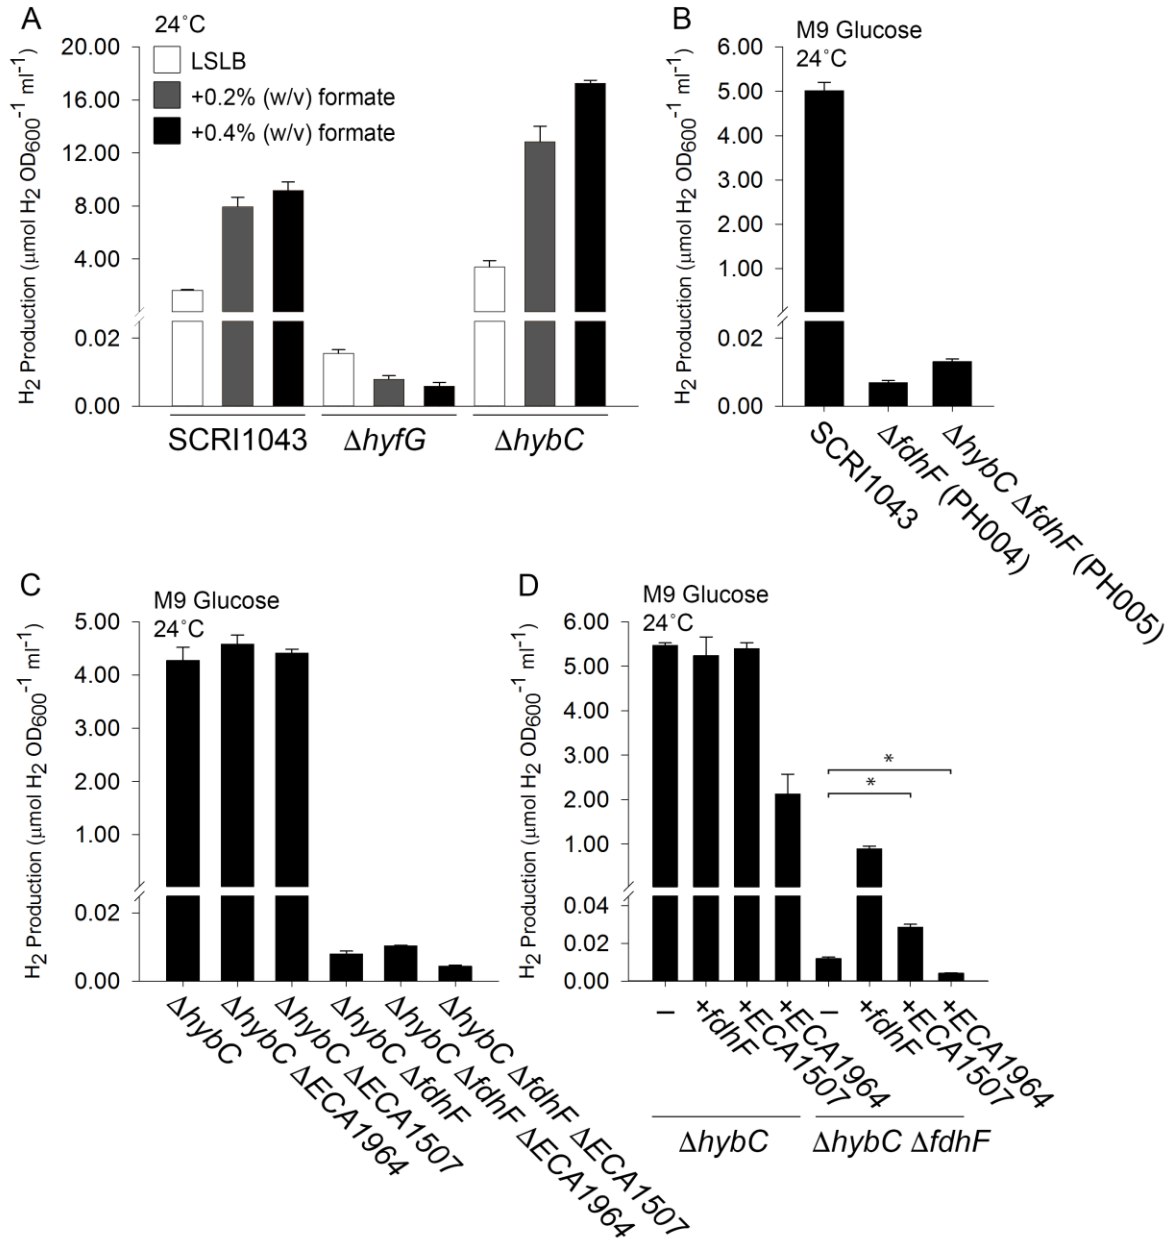 A
24˚C
LSLB
+0.2% (w/v) formate
+0.4% (w/v) formate
H2 Production (µmol H2 OD600-1 ml-1)
20.00
16.00
12.00
8.00
4.00
0.02
0.00
SCRI1043
ΔhyfG
ΔhybC
B
M9 Glucose
24˚C
H2 Production (µmol H2 OD600-1 ml-1)
6.00
5.00
4.00
3.00
2.00
1.00
0.02
0.00
SCRI1043
ΔfdhF (PH004)
ΔhybC ΔfdhF (PH005)
C
M9 Glucose
24˚C
H2 Production (µmol H2 OD600-1 ml-1)
5.00
4.00
3.00
2.00
1.00
0.02
0.00
ΔhybC
ΔhybC ΔECA1964
ΔhybC ΔECA1507
ΔhybC ΔfdhF
ΔhybC ΔfdhF ΔECA1964
ΔhybC ΔfdhF ΔECA1507
D
M9 Glucose
24˚C
H2 Production (µmol H2 OD600-1 ml-1)
6.00
5.00
4.00
3.00
2.00
1.00
0.04
0.02
0.00
*
*
–
+fdhF
+ECA1507
+ECA1964
–
+fdhF
+ECA1507
+ECA1964
ΔhybC
ΔhybC ΔfdhF